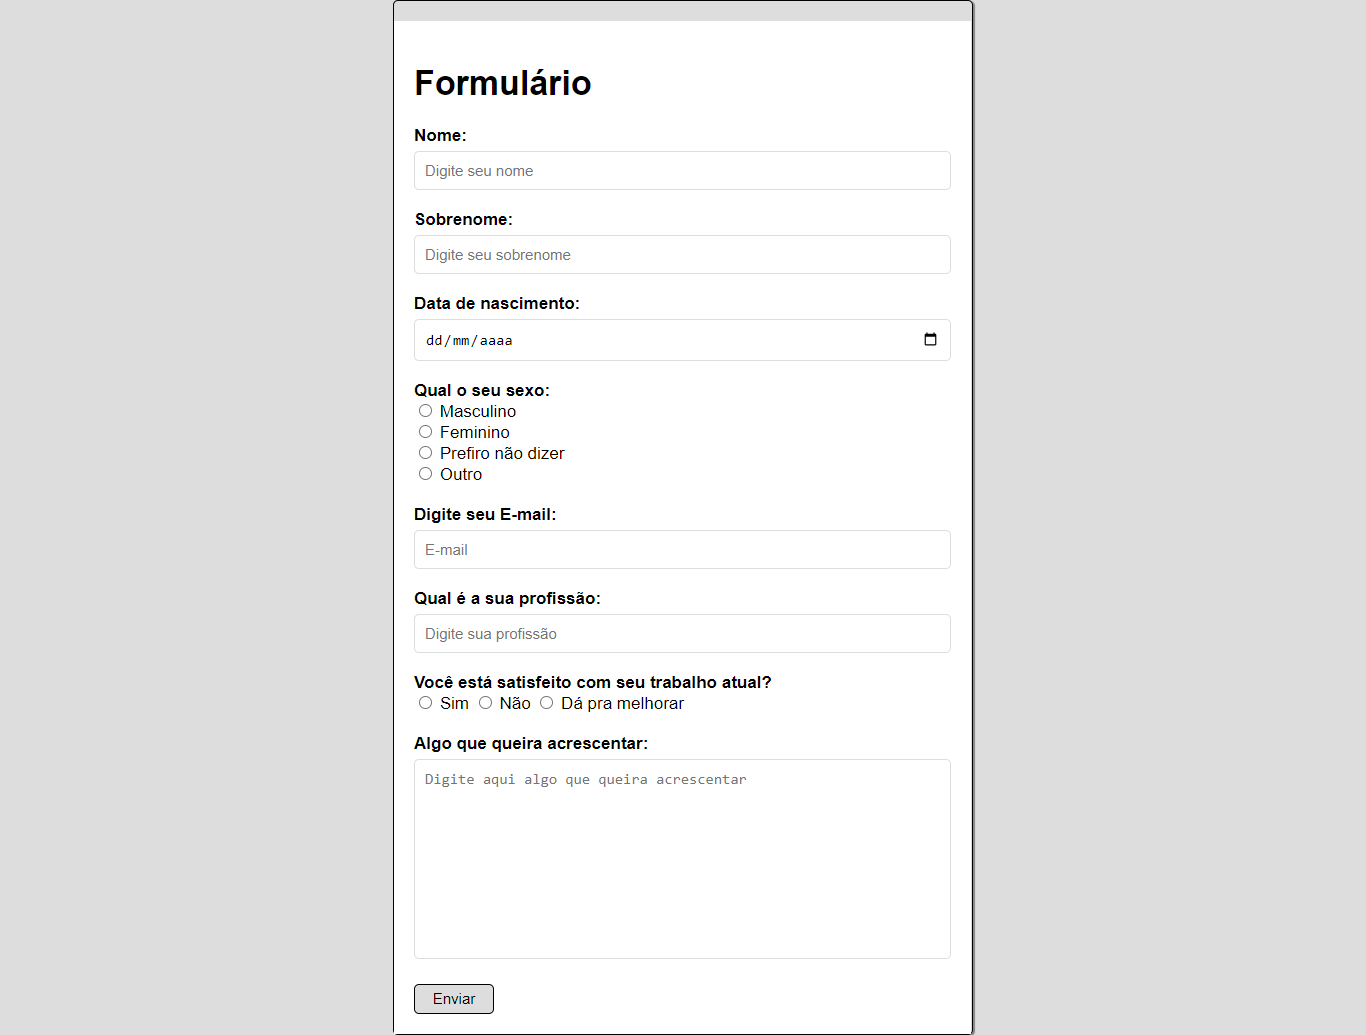 Formulário
Nome:
Digite seu nome
Sobrenome:
Digite seu sobrenome
Data de nascimento:
dd/mm/aaaa
Qual o seu sexo:
Masculino
Feminino
Prefiro não dizer
Outro
Digite seu E-mail:
E-mail
Qual é a sua profissão:
Digite sua profissão
Você está satisfeito com seu trabalho atual?
Sim Não Dá pra melhorar
Algo que queira acrescentar:
Digite aqui algo que queira acrescentar
Enviar